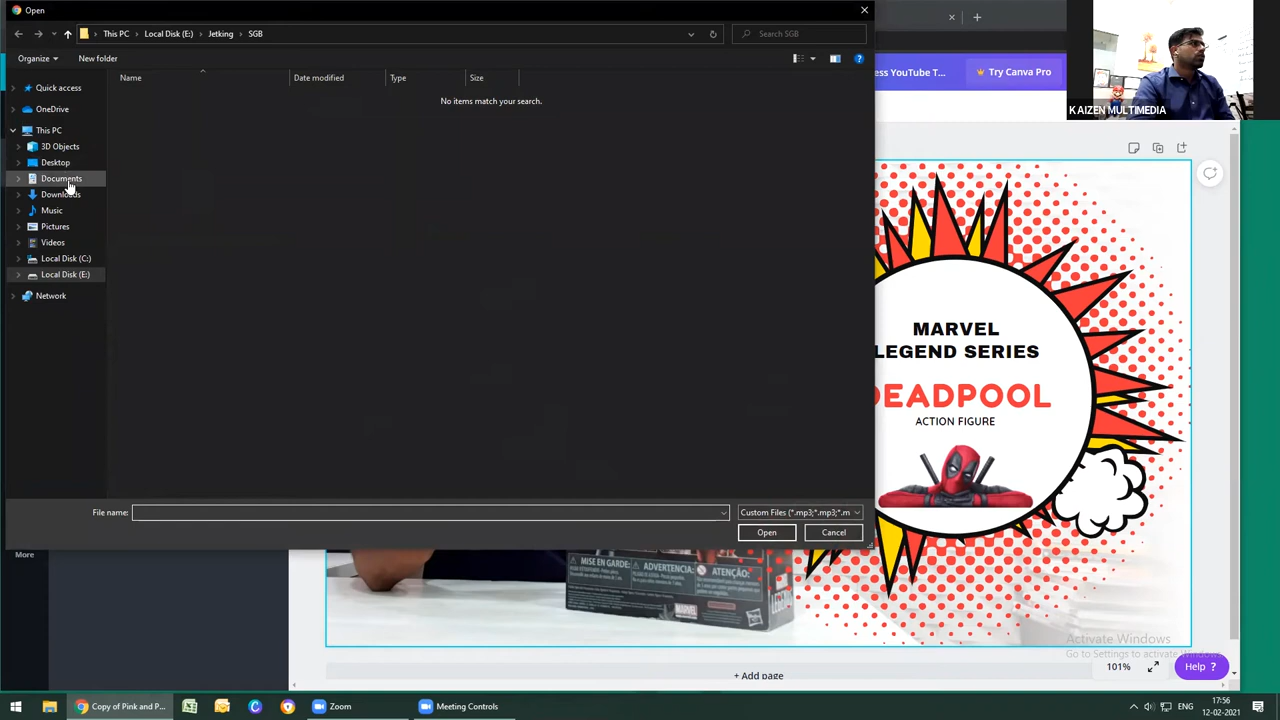 Open
This PC
Local Disk (E:)
Jetking
SGB
Search SGB
Organize
New folder
Name
Date modified
Type
Size
No items match your search.
Quick access
OneDrive
This PC
3D Objects
Desktop
Documents
Downloads
Music
Pictures
Videos
Local Disk (C:)
Local Disk (E:)
Network
File name:
Custom Files (*.mp3;*.mp3;*.m
Open
Cancel
More
ess YouTube T...
Try Canva Pro
KAIZEN MULTIMEDIA
MARVEL
LEGEND SERIES
DEADPOOL
ACTION FIGURE
MISE EN GARDE:
ADVERTENCIA:
ATENÇÃO:
MARVEL
Activate Windows
Go to Settings to activate Windows.
101%
Help ?
+ Add page
Copy of Pink and P...
Zoom
Meeting Controls
ENG
17:56
12-02-2021